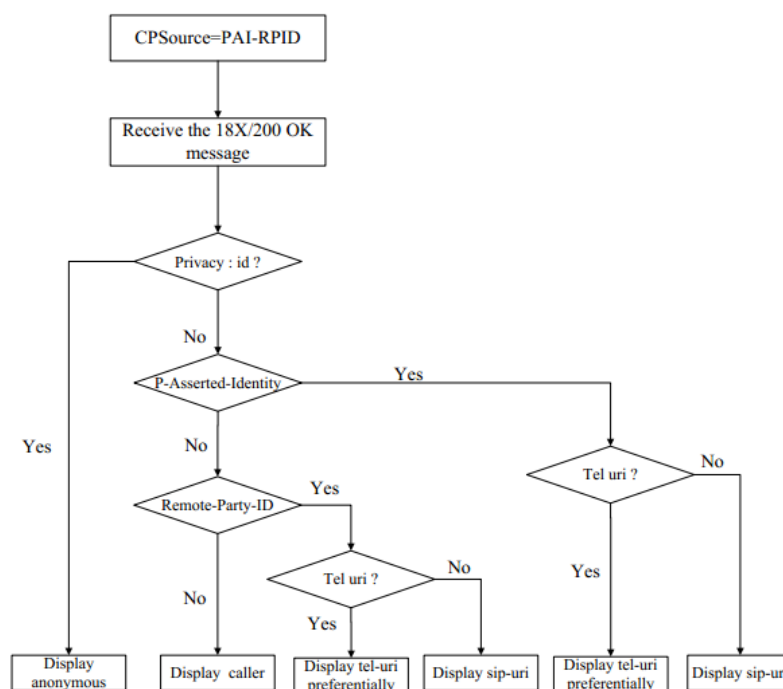 CPSource=PAI-RPID
Receive the 18X/200 OK
message
Privacy : id ?
No
P-Asserted-Identity
Yes
Yes
No
Tel uri ?
No
Remote-Party-ID
Yes
Tel uri ?
No
Yes
No
Yes
Display
anonymous
Display caller
Display tel-uri
preferentially
Display sip-uri
Display tel-uri
preferentially
Display sip-uri